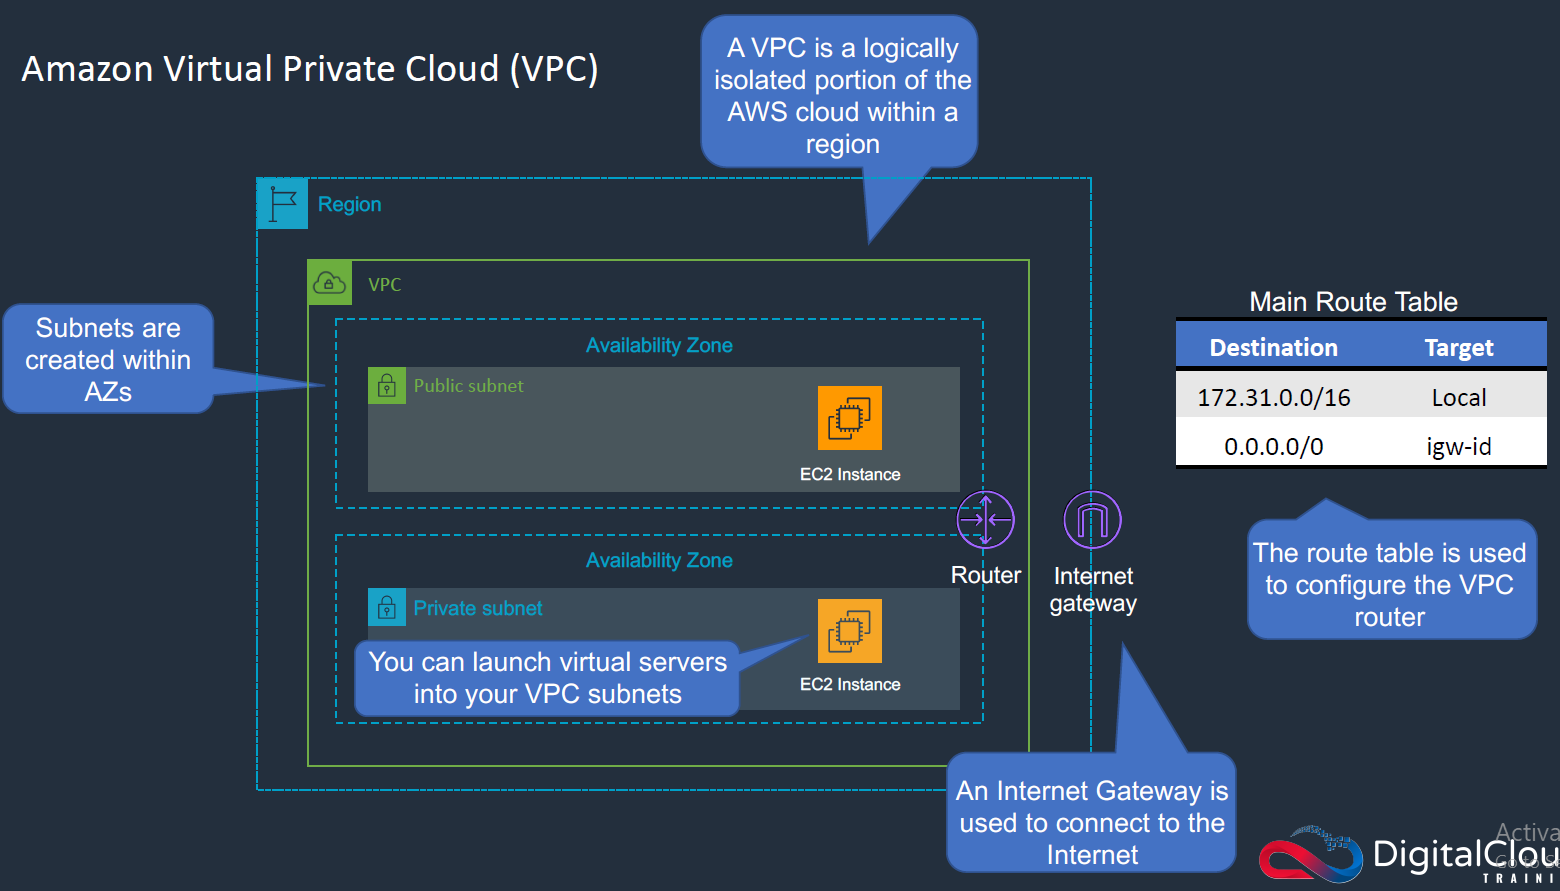 Amazon Virtual Private Cloud (VPC)
A VPC is a logically
isolated portion of the
AWS cloud within a
region
Region
VPC
Subnets are
created within
AZs
Availability Zone
Public subnet
EC2 Instance
Availability Zone
Private subnet
You can launch virtual servers
into your VPC subnets
EC2 Instance
Router
Internet
gateway
Main Route Table
Destination Target
172.31.0.0/16 Local
0.0.0.0/0 igw-id
The route table is used
to configure the VPC
router
An Internet Gateway is
used to connect to the
Internet
Activa
DigitalClou
Go to Se
TRAINI